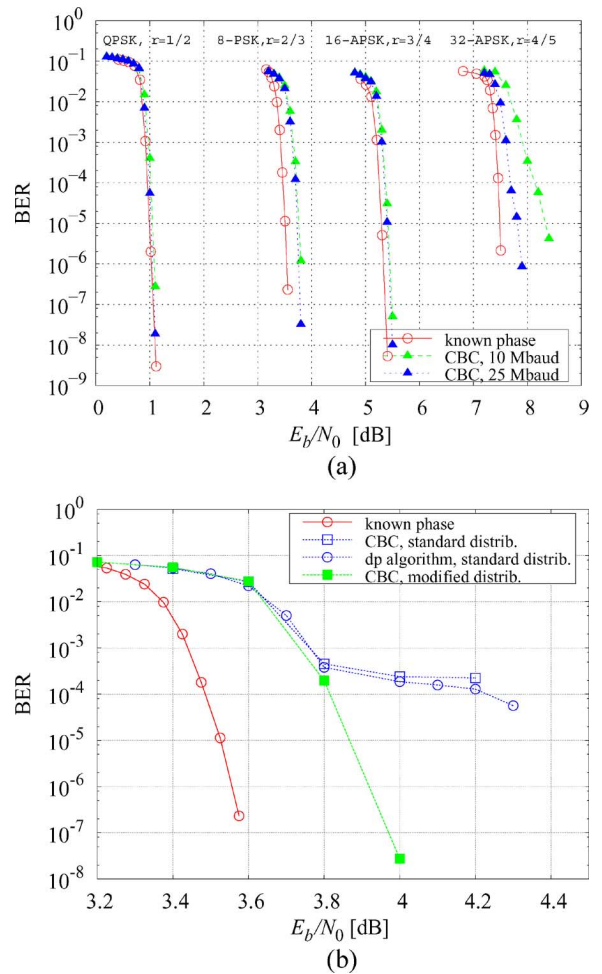 QPSK, r=1/2 8-PSK,r=2/3 16-APSK,r=3/4 32-APSK,r=4/5
10^0
10^-1
10^-2
10^-3
10^-4
10^-5
10^-6
10^-7
10^-8
10^-9
BER
known phase
CBC, 10 Mbaud
CBC, 25 Mbaud
0 1 2 3 4 5 6 7 8 9
E_b/N_0 [dB]
(a)
10^0
10^-1
10^-2
10^-3
10^-4
10^-5
10^-6
10^-7
10^-8
BER
known phase
CBC, standard distrib.
dp algorithm, standard distrib.
CBC, modified distrib.
3.2 3.4 3.6 3.8 4 4.2 4.4
E_b/N_0 [dB]
(b)